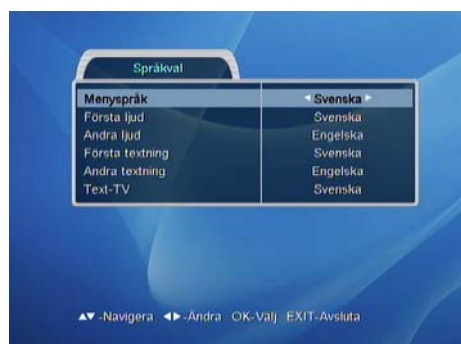 Språkval
Menyspråk ◄ Svenska ►
Första ljud Svenska
Andra ljud Engelska
Första textning Svenska
Andra textning Engelska
Text-TV Svenska
▲▼-Navigera ◄►-Ändra OK-Välj EXIT-Avsluta